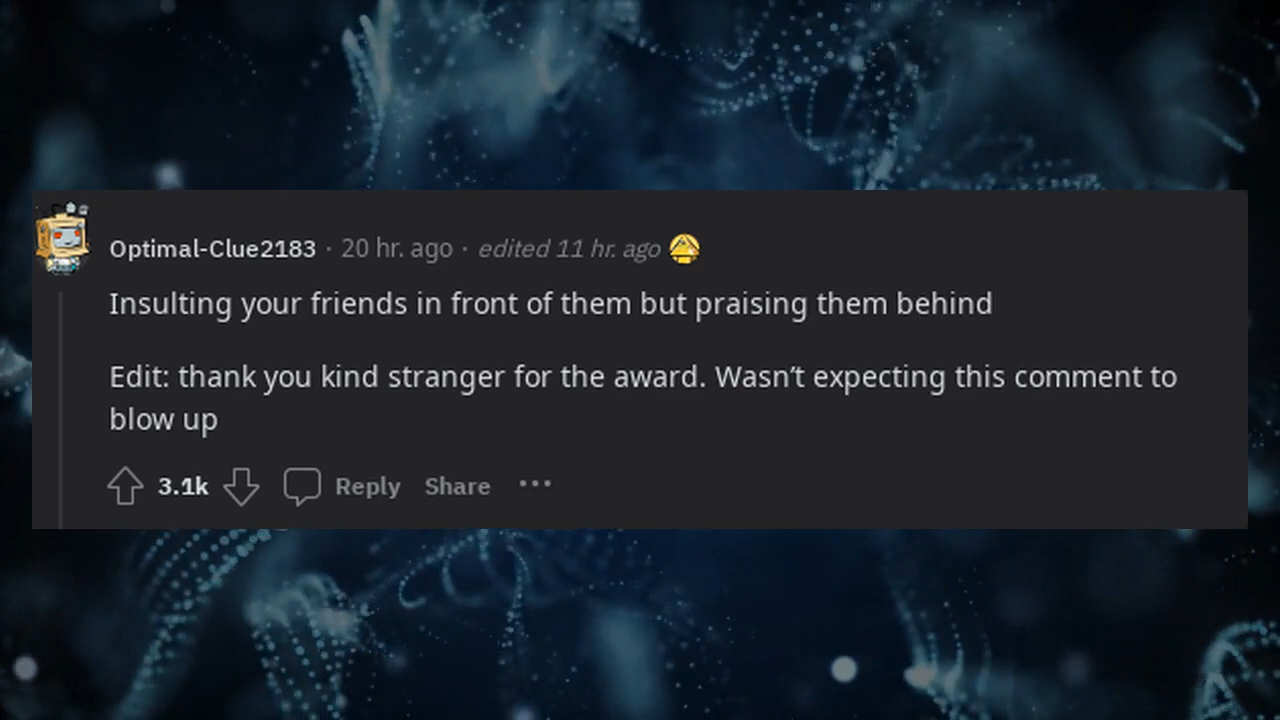 Optimal-Clue2183 · 20 hr. ago · edited 11 hr. ago
Insulting your friends in front of them but praising them behind
Edit: thank you kind stranger for the award. Wasn't expecting this comment to
blow up
3.1k Reply Share ···